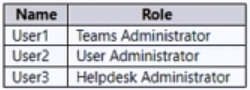 Name Role
User1 Teams Administrator
User2 User Administrator
User3 Helpdesk Administrator